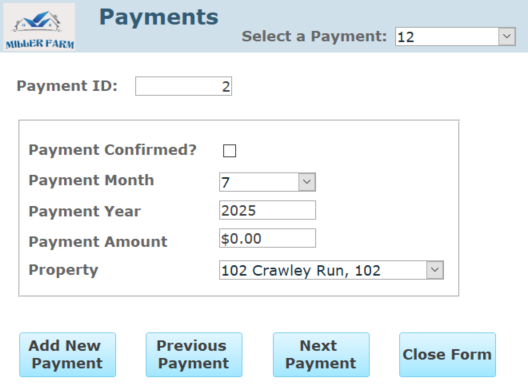 Payments
MILLER FARM
Select a Payment: 12
Payment ID: 2
Payment Confirmed?
Payment Month 7
Payment Year 2025
Payment Amount $0.00
Property 102 Crawley Run, 102
Add New Payment
Previous Payment
Next Payment
Close Form